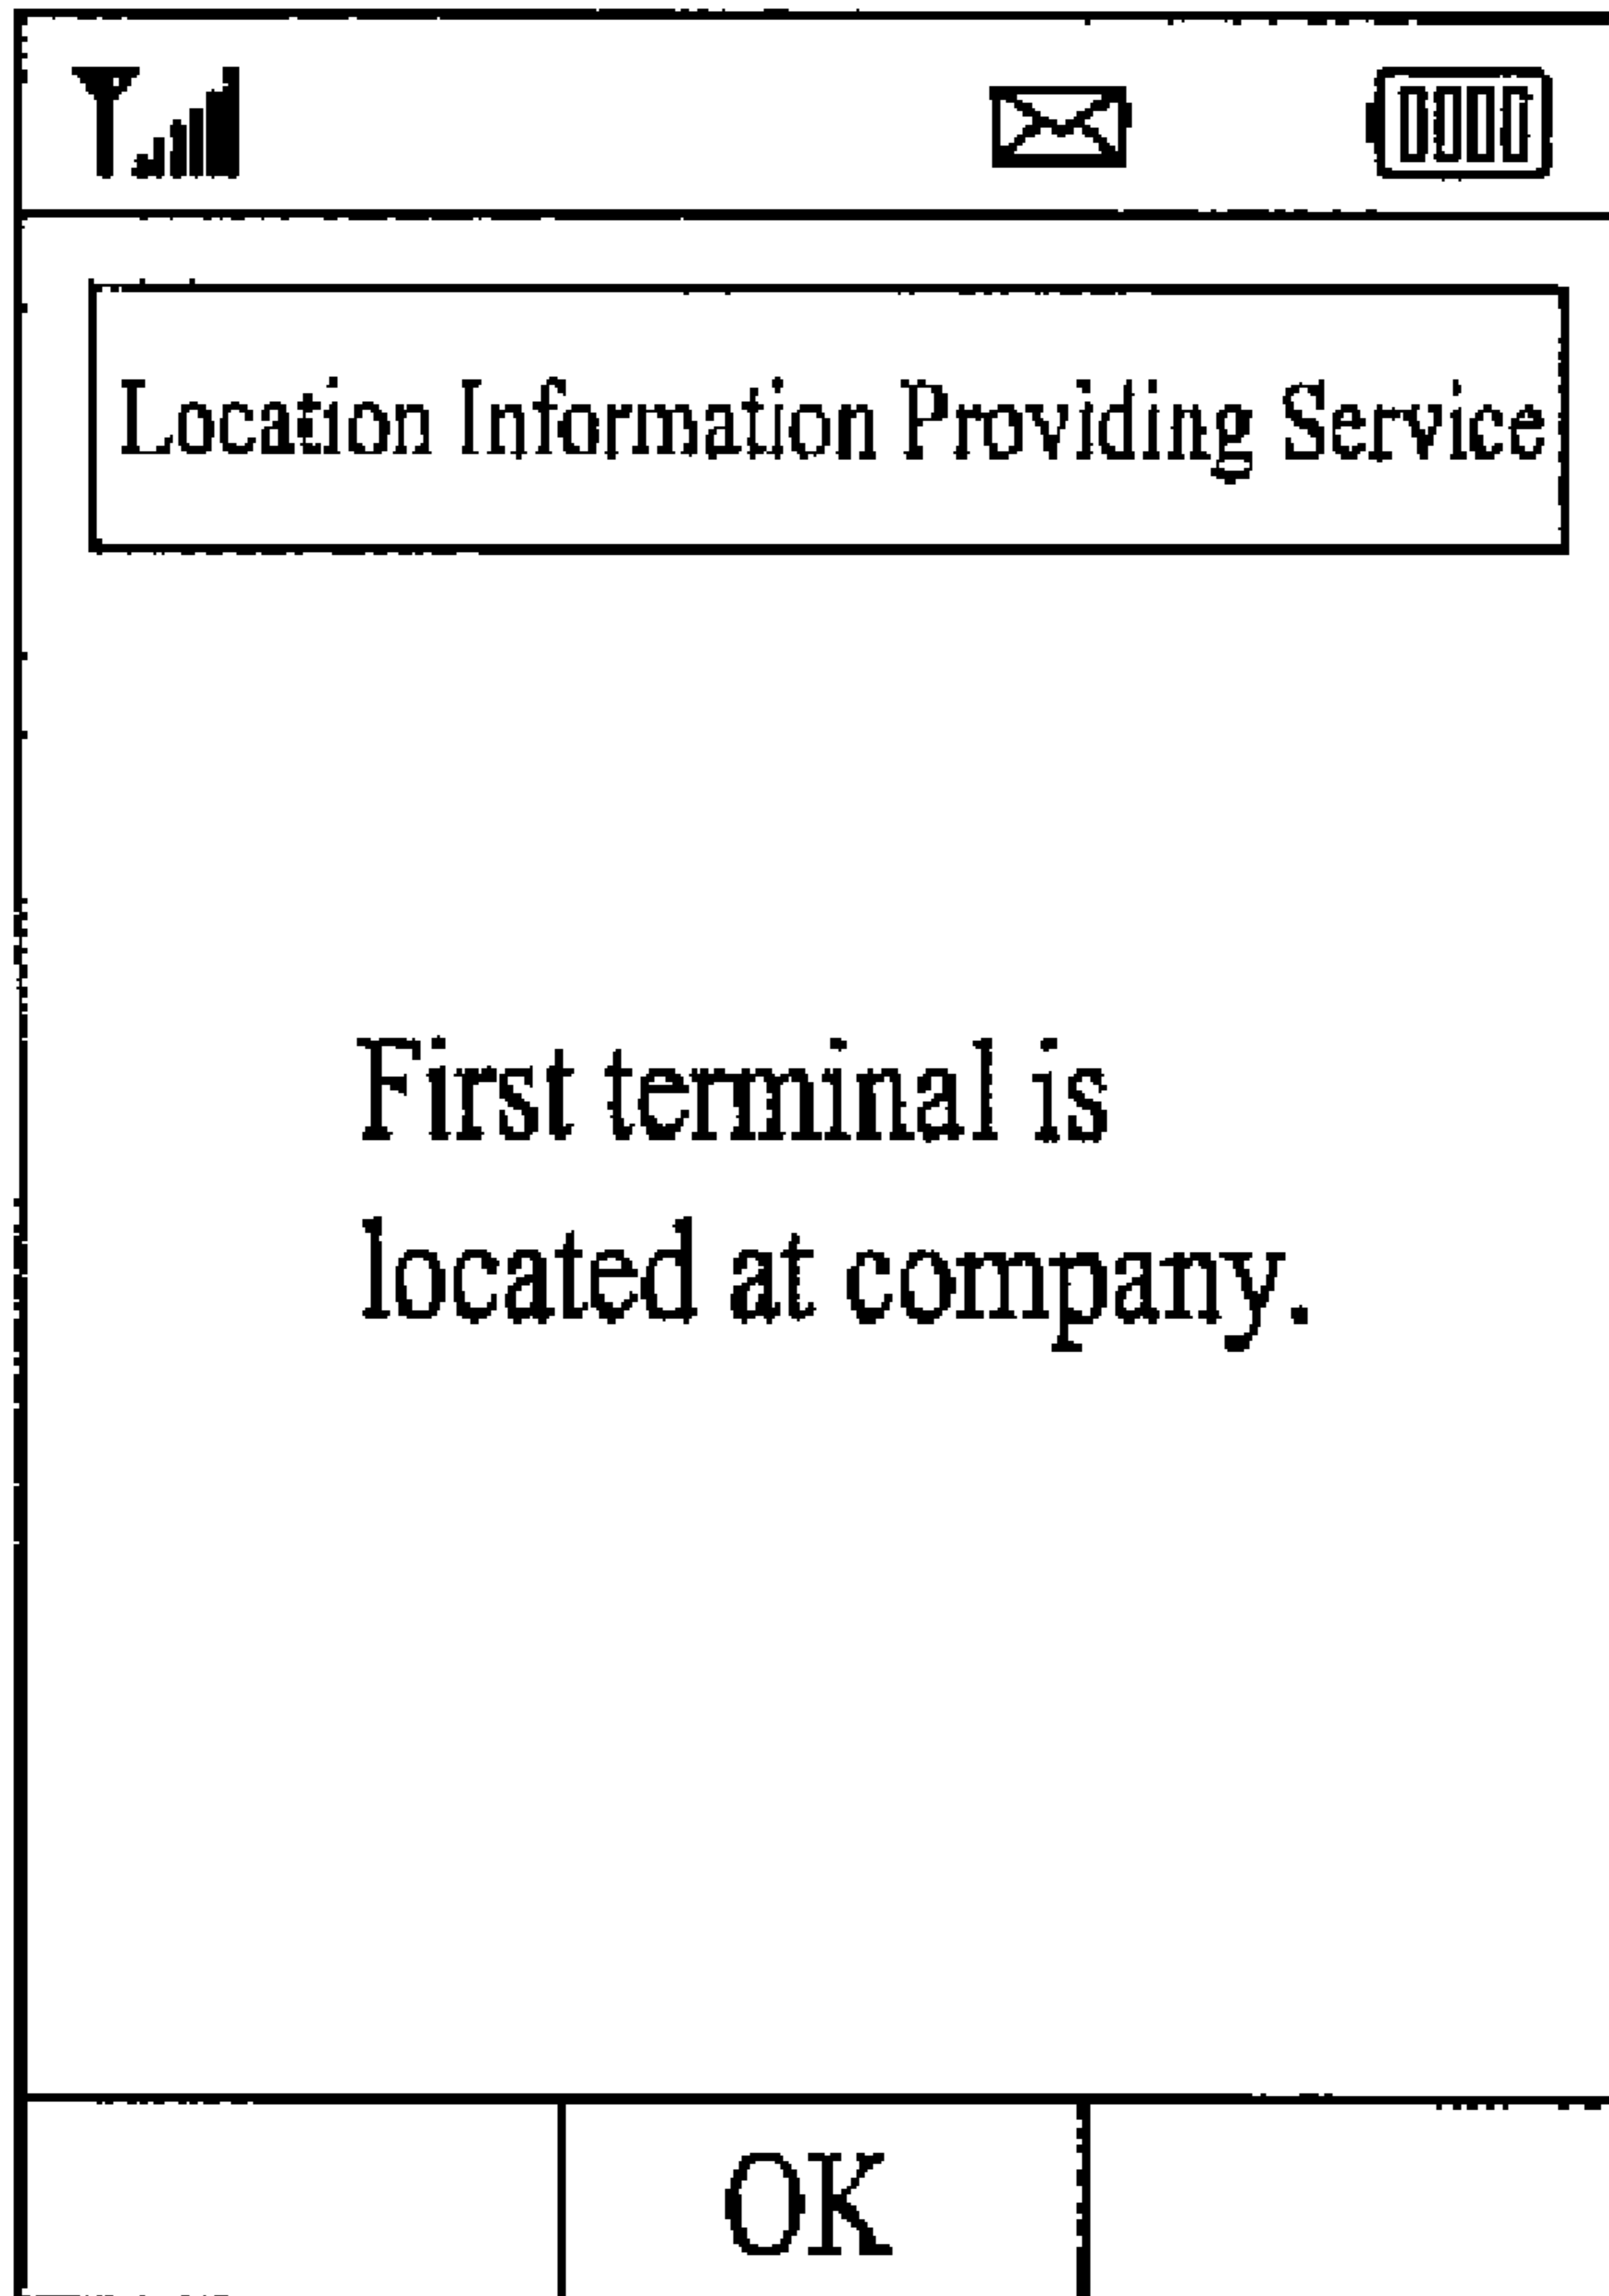 Location Information Providing Service
First terminal is
located at company.
OK